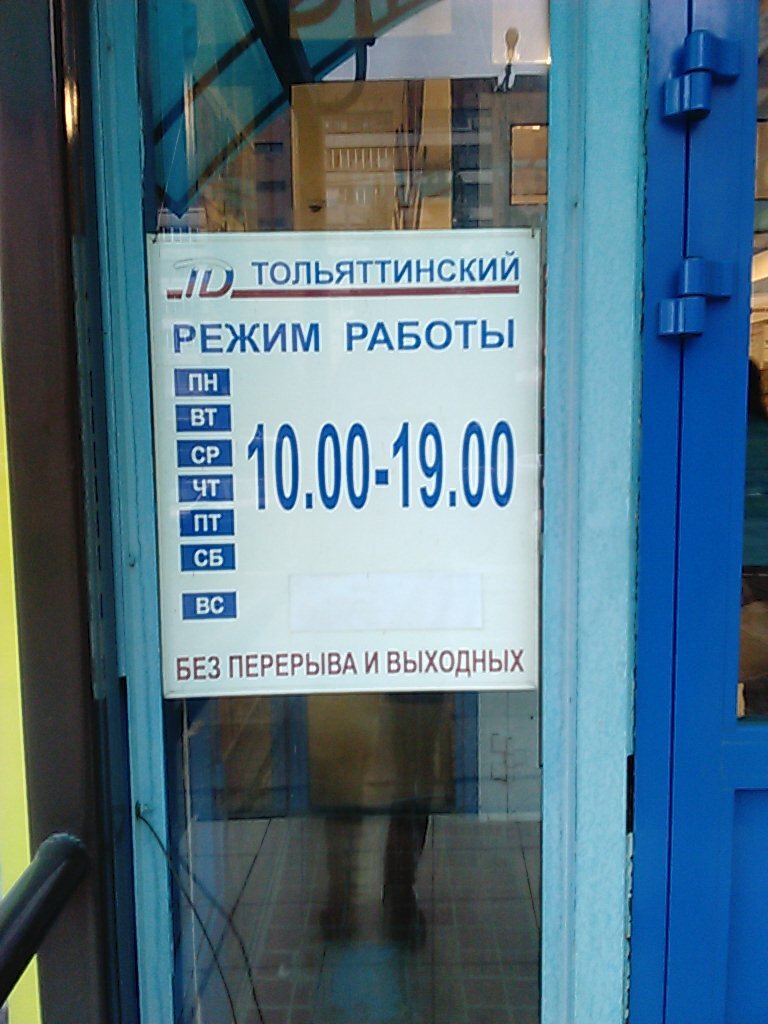 TD ТОЛЬЯТТИНСКИЙ
РЕЖИМ РАБОТЫ
ПН
ВТ
СР
ЧТ
ПТ
СБ
10.00-19.00
ВС
БЕЗ ПЕРЕРЫВА И ВЫХОДНЫХ